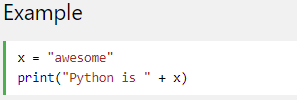 Example
x = "awesome"
print("Python is " + x)